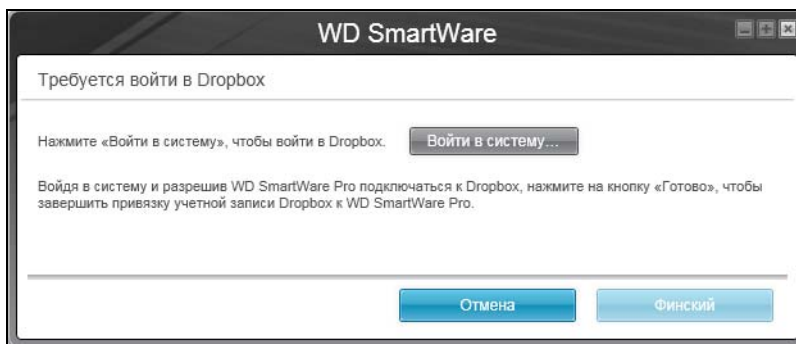 WD SmartWare
Требуется войти в Dropbox
Нажмите «Войти в систему», чтобы войти в Dropbox. Войти в систему...
Войдя в систему и разрешив WD SmartWare Pro подключаться к Dropbox, нажмите на кнопку «Готово», чтобы
завершить привязку учетной записи Dropbox к WD SmartWare Pro.
Отмена Финский